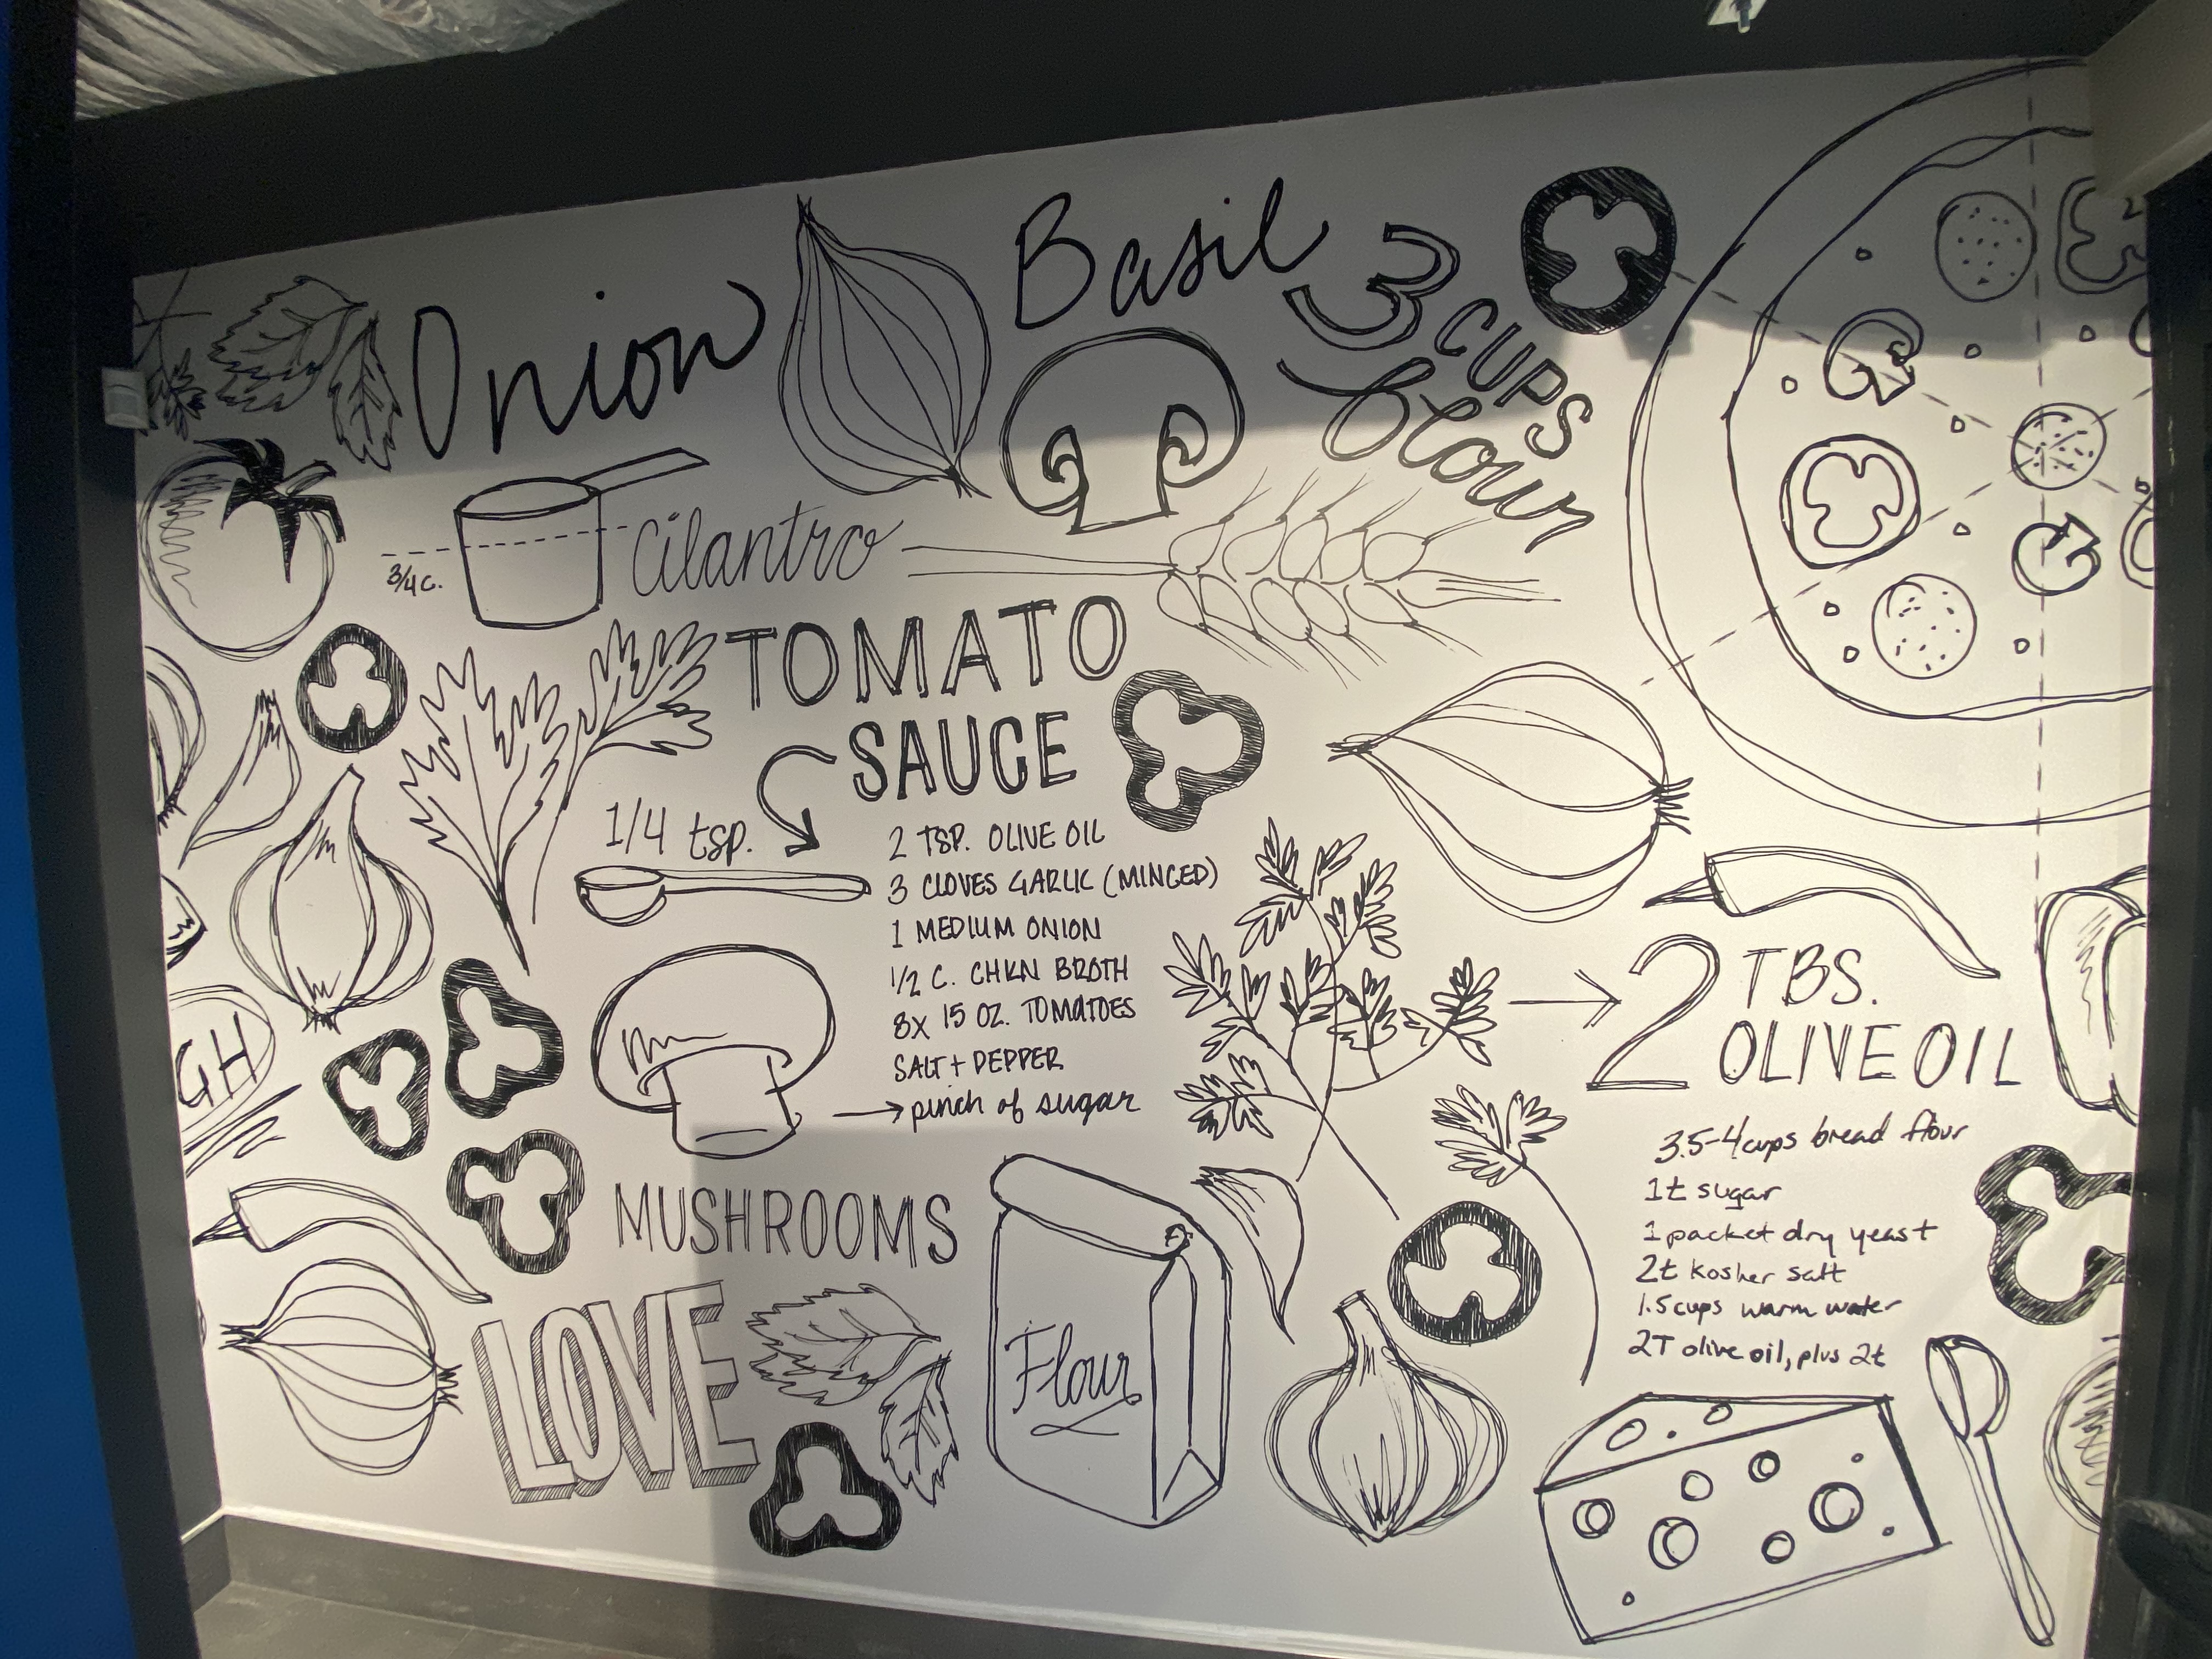 Onion
Basil
3
CUPS
flour
3/4 c.
Cilantro
TOMATO
SAUCE
1/4 tsp.
2 TSP. OLIVE OIL
3 CLOVES GARLIC (MINCED)
1 MEDIUM ONION
1/2 C. CHKN BROTH
8X 15 OZ. TOMATOES
SALT + PEPPER
pinch of sugar
2 TBS.
OLIVE OIL
3.5-4 cups bread flour
1t sugar
1 packet dry yeast
2t kosher salt
1.5 cups warm water
2T olive oil, plus 2t
GH
MUSHROOMS
LOVE
Flour